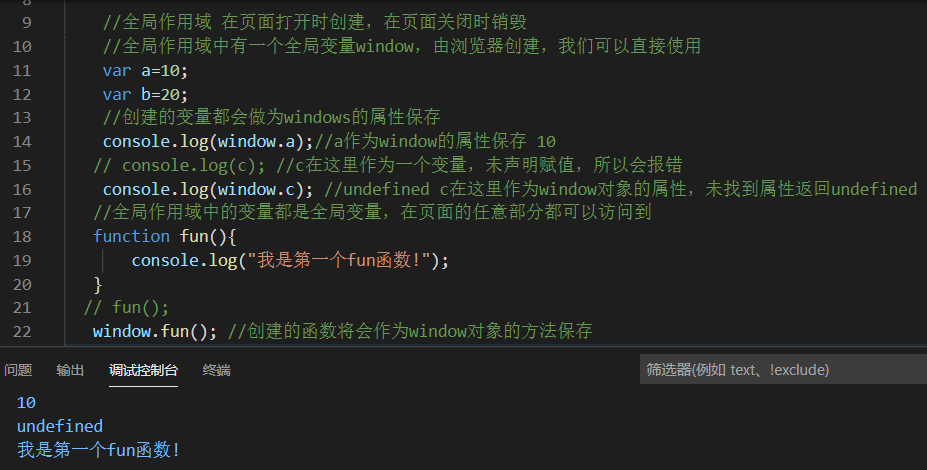 8
9 //全局作用域 在页面打开时创建，在页面关闭时销毁
10 //全局作用域中有一个全局变量window，由浏览器创建，我们可以直接使用
11 var a=10;
12 var b=20;
13 //创建的变量都会做为windows的属性保存
14 console.log(window.a);//a作为window的属性保存 10
15 // console.log(c); //c在这里作为一个变量，未声明赋值，所以会报错
16 console.log(window.c); //undefined c在这里作为window对象的属性，未找到属性返回undefined
17 //全局作用域中的变量都是全局变量，在页面的任意部分都可以访问到
18 function fun(){
19 console.log("我是第一个fun函数!");
20 }
21 // fun();
22 window.fun(); //创建的函数将会作为window对象的方法保存
问题 输出 调试控制台 终端 筛选器(例如 text、!exclude)
10
undefined
我是第一个fun函数!